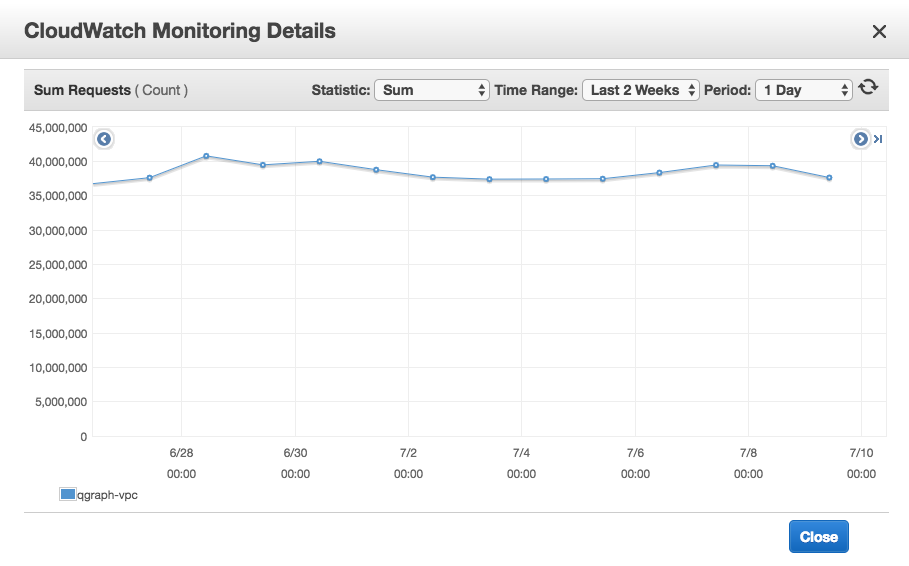 CloudWatch Monitoring Details
Sum Requests ( Count ) Statistic: Sum Time Range: Last 2 Weeks Period: 1 Day
45,000,000
40,000,000
35,000,000
30,000,000
25,000,000
20,000,000
15,000,000
10,000,000
5,000,000
0
6/28 6/30 7/2 7/4 7/6 7/8 7/10
00:00 00:00 00:00 00:00 00:00 00:00 00:00
qgraph-vpc
Close